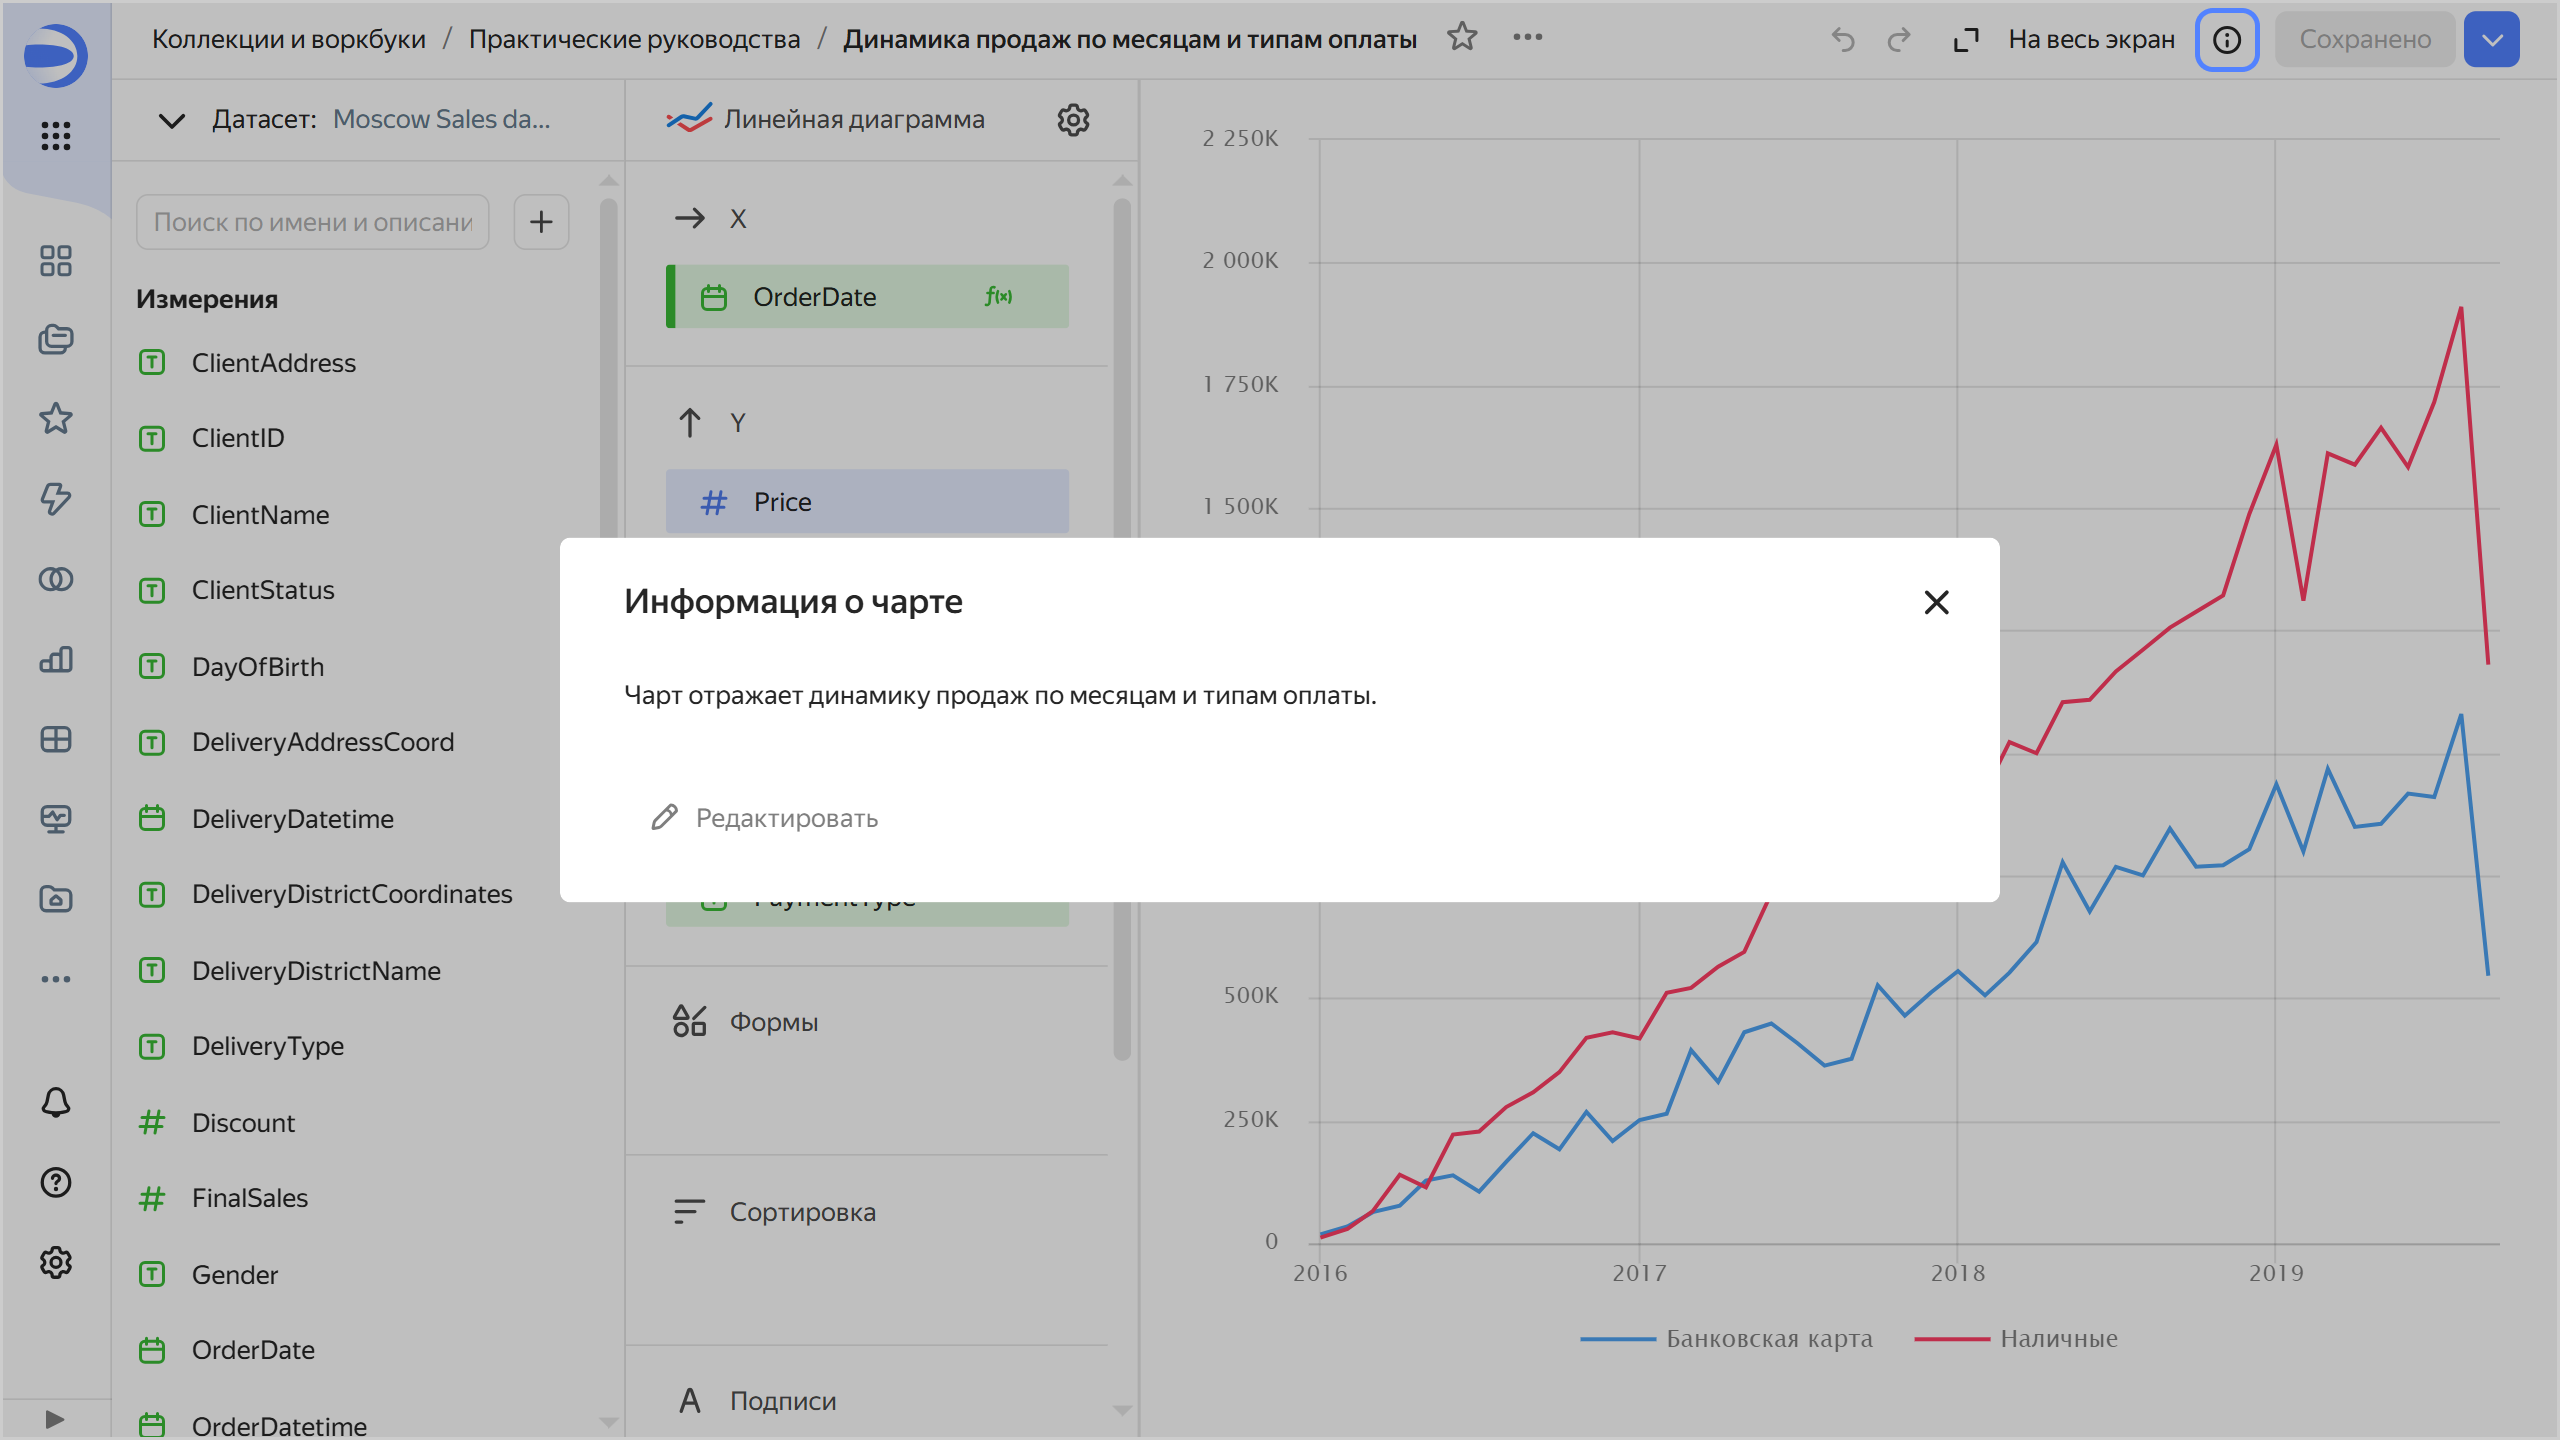 Коллекции и воркбуки / Практические руководства / Динамика продаж по месяцам и типам оплаты
На весь экран
Сохранено
Датасет: Moscow Sales da...
Поиск по имени и описани
Измерения
ClientAddress
ClientID
ClientName
ClientStatus
DayOfBirth
DeliveryAddressCoord
DeliveryDatetime
DeliveryDistrictCoordinates
DeliveryDistrictName
DeliveryType
Discount
FinalSales
Gender
OrderDate
OrderDatetime
Линейная диаграмма
X
OrderDate f(x)
Y
Price
PaymentType
Формы
Сортировка
Подписи
Информация о чарте
Чарт отражает динамику продаж по месяцам и типам оплаты.
Редактировать
2 250K
2 000K
1 750K
1 500K
500K
250K
0
2016 2017 2018 2019
Банковская карта Наличные